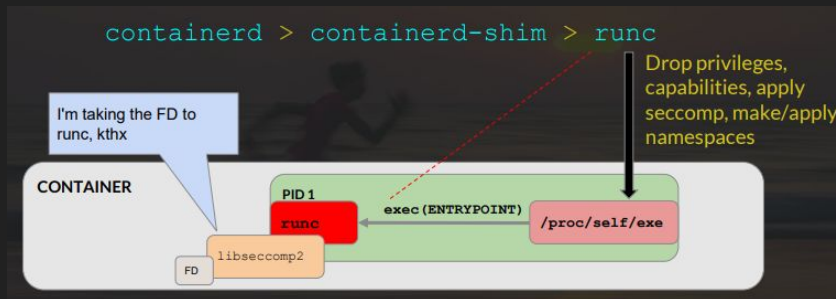 containerd > containerd-shim > runc
Drop privileges,
capabilities, apply
seccomp, make/apply
namespaces
I'm taking the FD to
runc, kthx
CONTAINER
PID 1
runc
exec(ENTRYPOINT)
/proc/self/exe
libseccomp2
FD